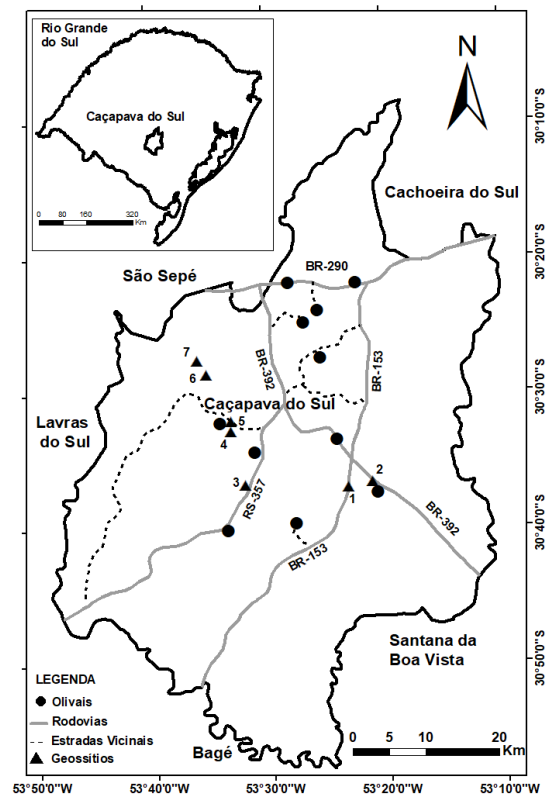 Rio Grande
do Sul
Caçapava do Sul
0 80 160 320
Km
N
Cachoeira do Sul
São Sepé
BR-290
BR-392
BR-153
7
6
Caçapava do Sul
5
4
Lavras
do Sul
3
RS-357
1
2
BR-392
BR-153
Santana da
Boa Vista
Bagé
LEGENDA
Olivais
Rodovias
Estradas Vicinais
Geossítios
0 5 10 20
Km
30°10'0"S
30°20'0"S
30°30'0"S
30°40'0"S
30°50'0"S
53°50'0"W 53°40'0"W 53°30'0"W 53°20'0"W 53°10'0"W